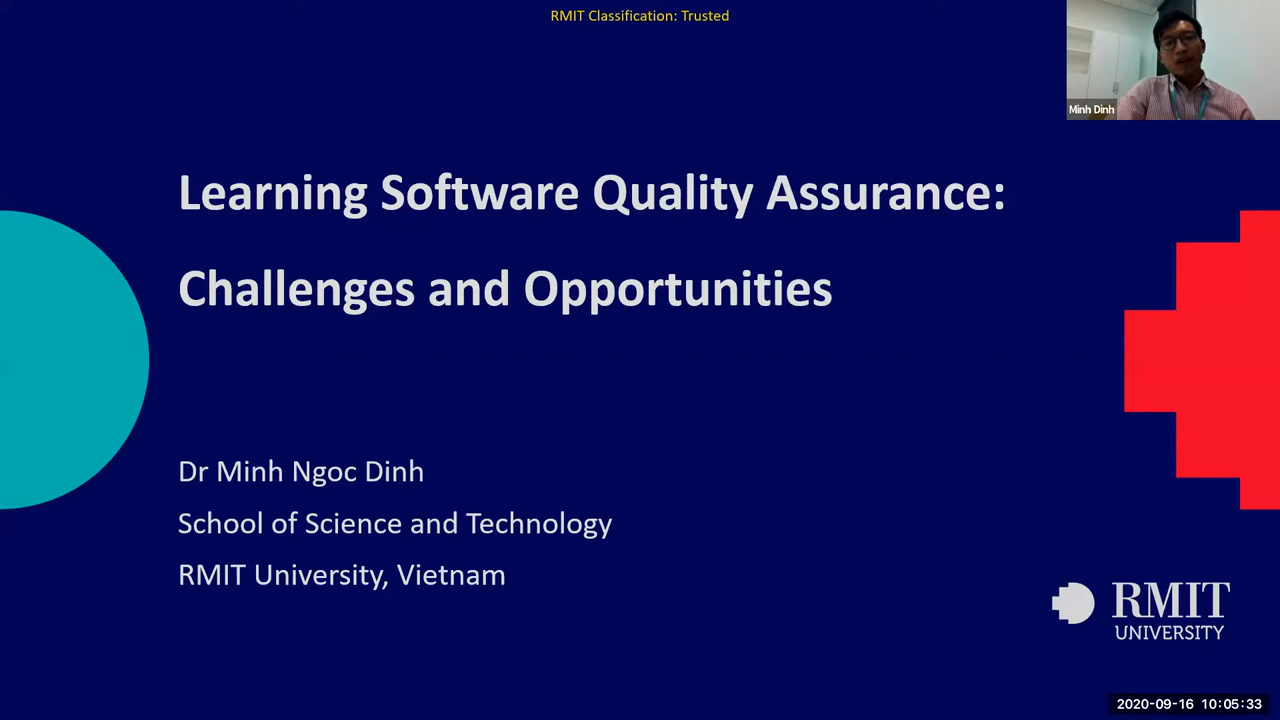 RMIT Classification: Trusted
Minh Dinh
Learning Software Quality Assurance:
Challenges and Opportunities
Dr Minh Ngoc Dinh
School of Science and Technology
RMIT University, Vietnam
RMIT
UNIVERSITY
2020-09-16 10:05:33